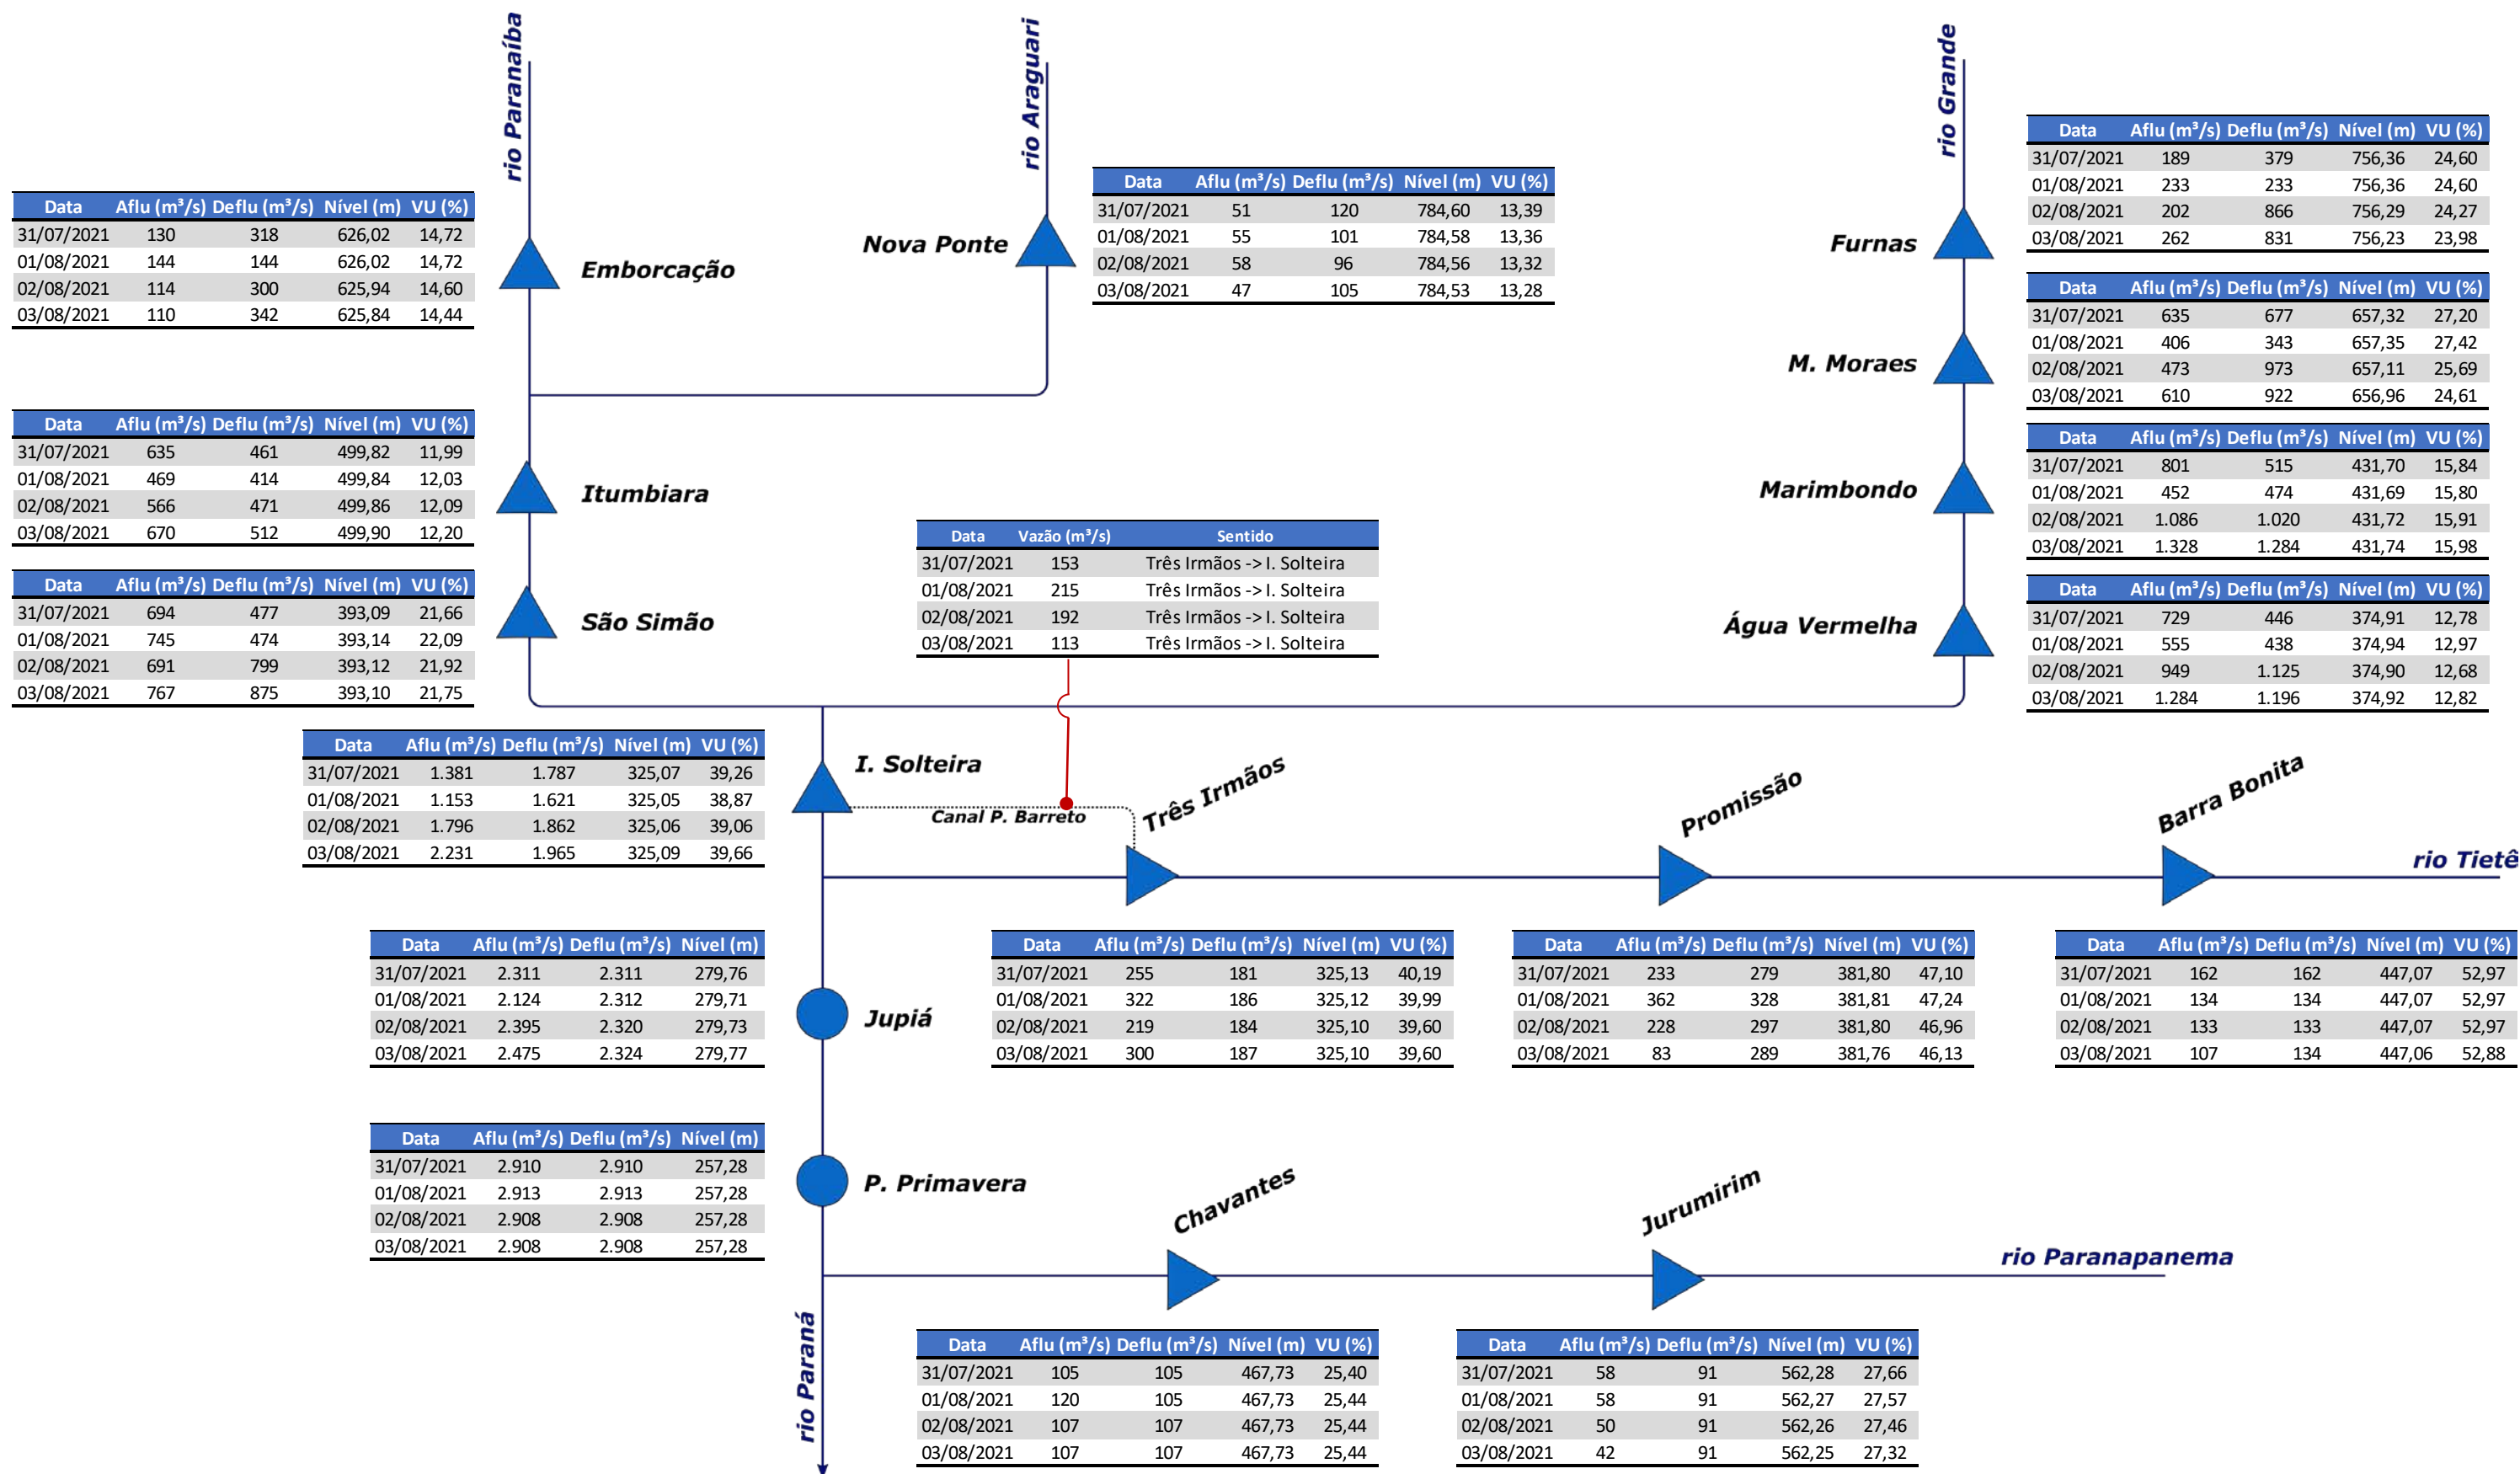 rio Paranaíba
rio Araguari
rio Grande
Data Aflu (m³/s) Deflu (m³/s) Nível (m) VU (%)
31/07/2021 130 318 626,02 14,72
01/08/2021 144 144 626,02 14,72
02/08/2021 114 300 625,94 14,60
03/08/2021 110 342 625,84 14,44
Emborcação
Nova Ponte
Data Aflu (m³/s) Deflu (m³/s) Nível (m) VU (%)
31/07/2021 51 120 784,60 13,39
01/08/2021 55 101 784,58 13,36
02/08/2021 58 96 784,56 13,32
03/08/2021 47 105 784,53 13,28
Furnas
Data Aflu (m³/s) Deflu (m³/s) Nível (m) VU (%)
31/07/2021 189 379 756,36 24,60
01/08/2021 233 233 756,36 24,60
02/08/2021 202 866 756,29 24,27
03/08/2021 262 831 756,23 23,98
M. Moraes
Data Aflu (m³/s) Deflu (m³/s) Nível (m) VU (%)
31/07/2021 635 677 657,32 27,20
01/08/2021 406 343 657,35 27,42
02/08/2021 473 973 657,11 25,69
03/08/2021 610 922 656,96 24,61
Data Aflu (m³/s) Deflu (m³/s) Nível (m) VU (%)
31/07/2021 635 461 499,82 11,99
01/08/2021 469 414 499,84 12,03
02/08/2021 566 471 499,86 12,09
03/08/2021 670 512 499,90 12,20
Itumbiara
Marimbondo
Data Aflu (m³/s) Deflu (m³/s) Nível (m) VU (%)
31/07/2021 801 515 431,70 15,84
01/08/2021 452 474 431,69 15,80
02/08/2021 1.086 1.020 431,72 15,91
03/08/2021 1.328 1.284 431,74 15,98
Data Vazão (m³/s) Sentido
31/07/2021 153 Três Irmãos -> I. Solteira
01/08/2021 215 Três Irmãos -> I. Solteira
02/08/2021 192 Três Irmãos -> I. Solteira
03/08/2021 113 Três Irmãos -> I. Solteira
Data Aflu (m³/s) Deflu (m³/s) Nível (m) VU (%)
31/07/2021 694 477 393,09 21,66
01/08/2021 745 474 393,14 22,09
02/08/2021 691 799 393,12 21,92
03/08/2021 767 875 393,10 21,75
São Simão
Água Vermelha
Data Aflu (m³/s) Deflu (m³/s) Nível (m) VU (%)
31/07/2021 729 446 374,91 12,78
01/08/2021 555 438 374,94 12,97
02/08/2021 949 1.125 374,90 12,68
03/08/2021 1.284 1.196 374,92 12,82
Data Aflu (m³/s) Deflu (m³/s) Nível (m) VU (%)
31/07/2021 1.381 1.787 325,07 39,26
01/08/2021 1.153 1.621 325,05 38,87
02/08/2021 1.796 1.862 325,06 39,06
03/08/2021 2.231 1.965 325,09 39,66
I. Solteira
Canal P. Barreto
Três Irmãos
Promissão
Barra Bonita
rio Tietê
Data Aflu (m³/s) Deflu (m³/s) Nível (m)
31/07/2021 2.311 2.311 279,76
01/08/2021 2.124 2.312 279,71
02/08/2021 2.395 2.320 279,73
03/08/2021 2.475 2.324 279,77
Jupiá
Data Aflu (m³/s) Deflu (m³/s) Nível (m) VU (%)
31/07/2021 255 181 325,13 40,19
01/08/2021 322 186 325,12 39,99
02/08/2021 219 184 325,10 39,60
03/08/2021 300 187 325,10 39,60
Data Aflu (m³/s) Deflu (m³/s) Nível (m) VU (%)
31/07/2021 233 279 381,80 47,10
01/08/2021 362 328 381,81 47,24
02/08/2021 228 297 381,80 46,96
03/08/2021 83 289 381,76 46,13
Data Aflu (m³/s) Deflu (m³/s) Nível (m) VU (%)
31/07/2021 162 162 447,07 52,97
01/08/2021 134 134 447,07 52,97
02/08/2021 133 133 447,07 52,97
03/08/2021 107 134 447,06 52,88
Data Aflu (m³/s) Deflu (m³/s) Nível (m)
31/07/2021 2.910 2.910 257,28
01/08/2021 2.913 2.913 257,28
02/08/2021 2.908 2.908 257,28
03/08/2021 2.908 2.908 257,28
P. Primavera
Chavantes
Jurumirim
rio Paranapanema
rio Paraná
Data Aflu (m³/s) Deflu (m³/s) Nível (m) VU (%)
31/07/2021 105 105 467,73 25,40
01/08/2021 120 105 467,73 25,44
02/08/2021 107 107 467,73 25,44
03/08/2021 107 107 467,73 25,44
Data Aflu (m³/s) Deflu (m³/s) Nível (m) VU (%)
31/07/2021 58 91 562,28 27,66
01/08/2021 58 91 562,27 27,57
02/08/2021 50 91 562,26 27,46
03/08/2021 42 91 562,25 27,32